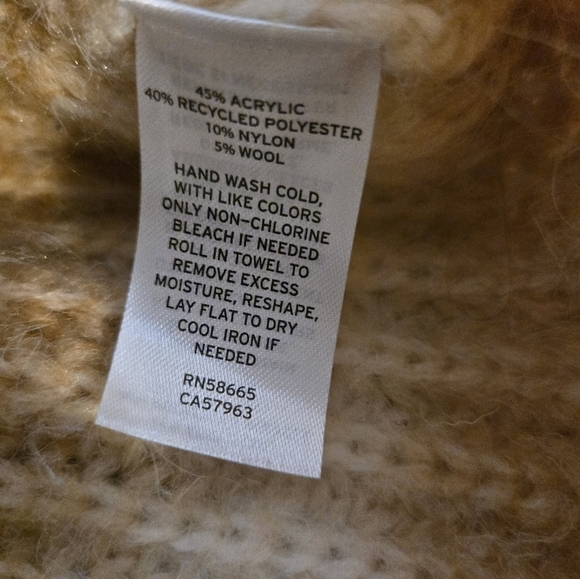 45% ACRYLIC
40% RECYCLED POLYESTER
10% NYLON
5% WOOL
HAND WASH COLD,
WITH LIKE COLORS
ONLY NON-CHLORINE
BLEACH IF NEEDED
ROLL IN TOWEL TO
REMOVE EXCESS
MOISTURE, RESHAPE,
LAY FLAT TO DRY
COOL IRON IF
NEEDED
RN58665
CA57963